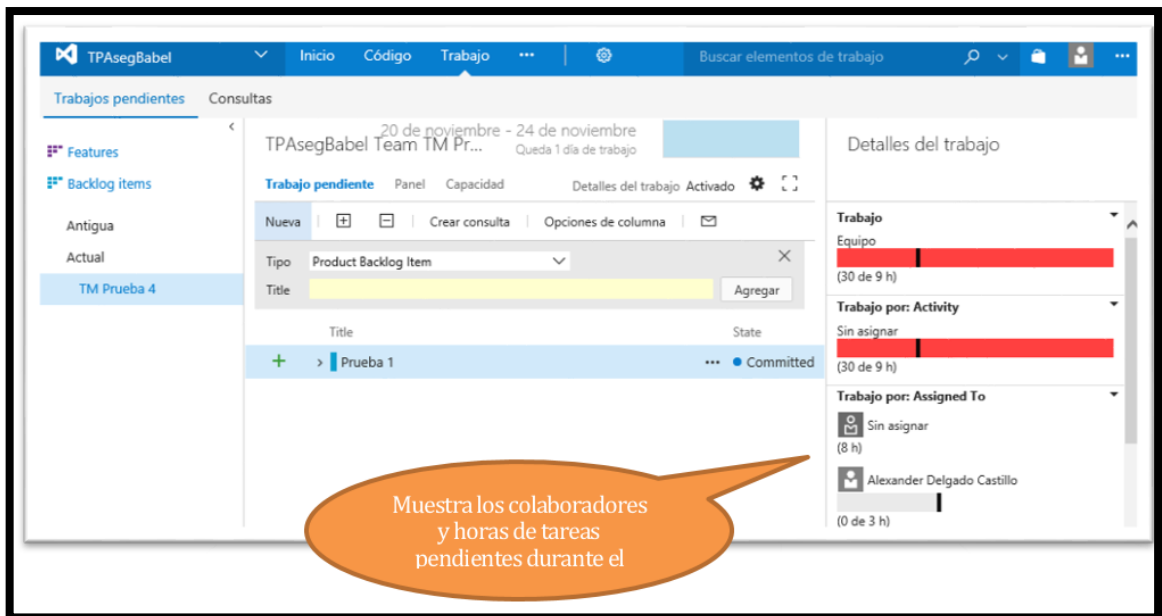 TPAsegBabel Inicio Código Trabajo ••• Buscar elementos de trabajo •••
Trabajos pendientes Consultas
Features
Backlog items
Antigua
Actual
TM Prueba 4
20 de noviembre - 24 de noviembre
TPAsegBabel Team TM Pr... Queda 1 día de trabajo
Trabajo pendiente Panel Capacidad Detalles del trabajo Activado
Nueva Crear consulta Opciones de columna
Tipo Product Backlog Item
Title Agregar
Title State
Prueba 1 ••• Committed
Detalles del trabajo
Trabajo
Equipo
(30 de 9 h)
Trabajo por: Activity
Sin asignar
(30 de 9 h)
Trabajo por: Assigned To
Sin asignar
(8 h)
Alexander Delgado Castillo
(0 de 3 h)
Muestra los colaboradores
y horas de tareas
pendientes durante el